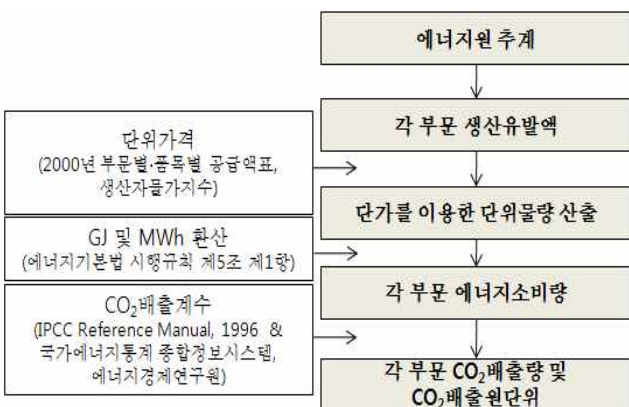 에너지원 추계
각 부문 생산유발액
단위가격
(2000년 부문별·품목별 공급액표,
생산자물가지수)
단가를 이용한 단위물량 산출
GJ 및 MWh 환산
(에너지기본법 시행규칙 제5조 제1항)
각 부문 에너지소비량
CO₂배출계수
(IPCC Reference Manual, 1996 &
국가에너지통계 종합정보시스템,
에너지경제연구원)
각 부문 CO₂배출량 및
CO₂배출원단위